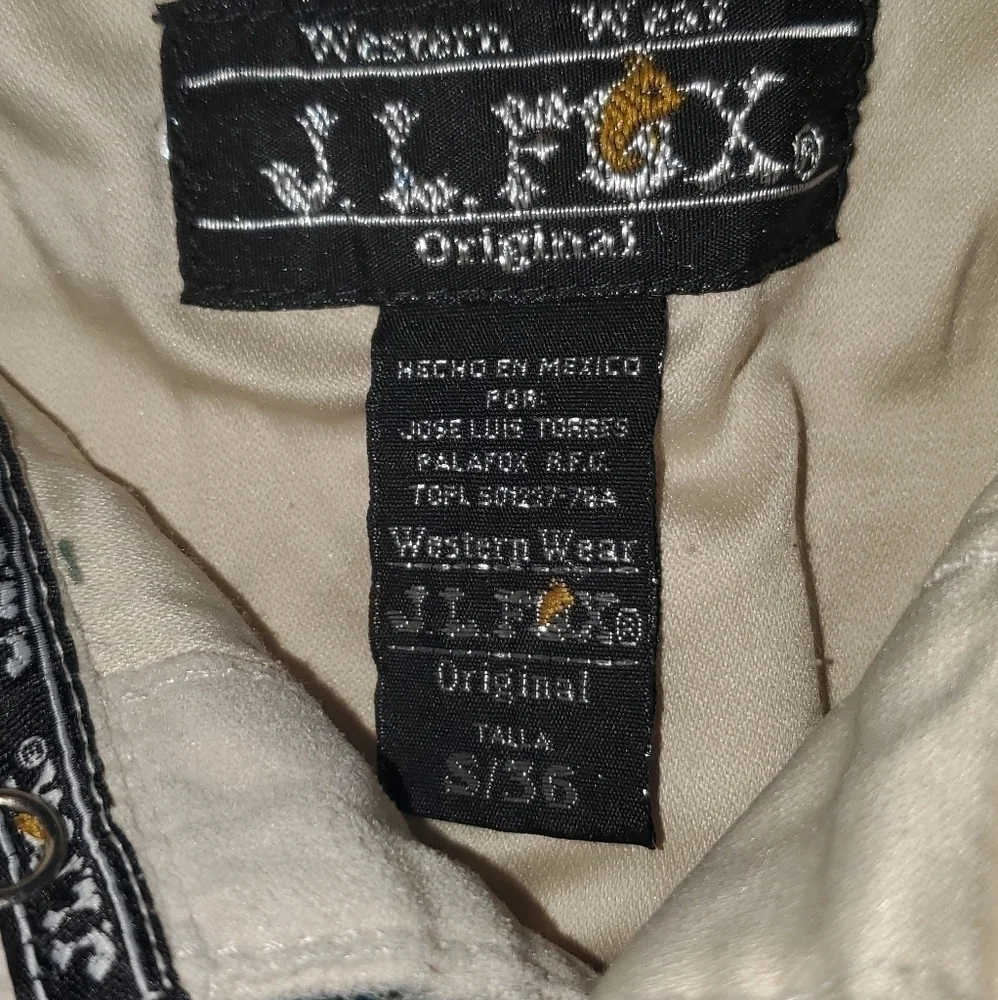 Western Wear
J.L.FOX®
Original
HECHO EN MEXICO
POR:
JOSE LUIS TORRES
PALAFOX R.F.C.
Western Wear
J.L.FOX®
Original
TALLA
S/36